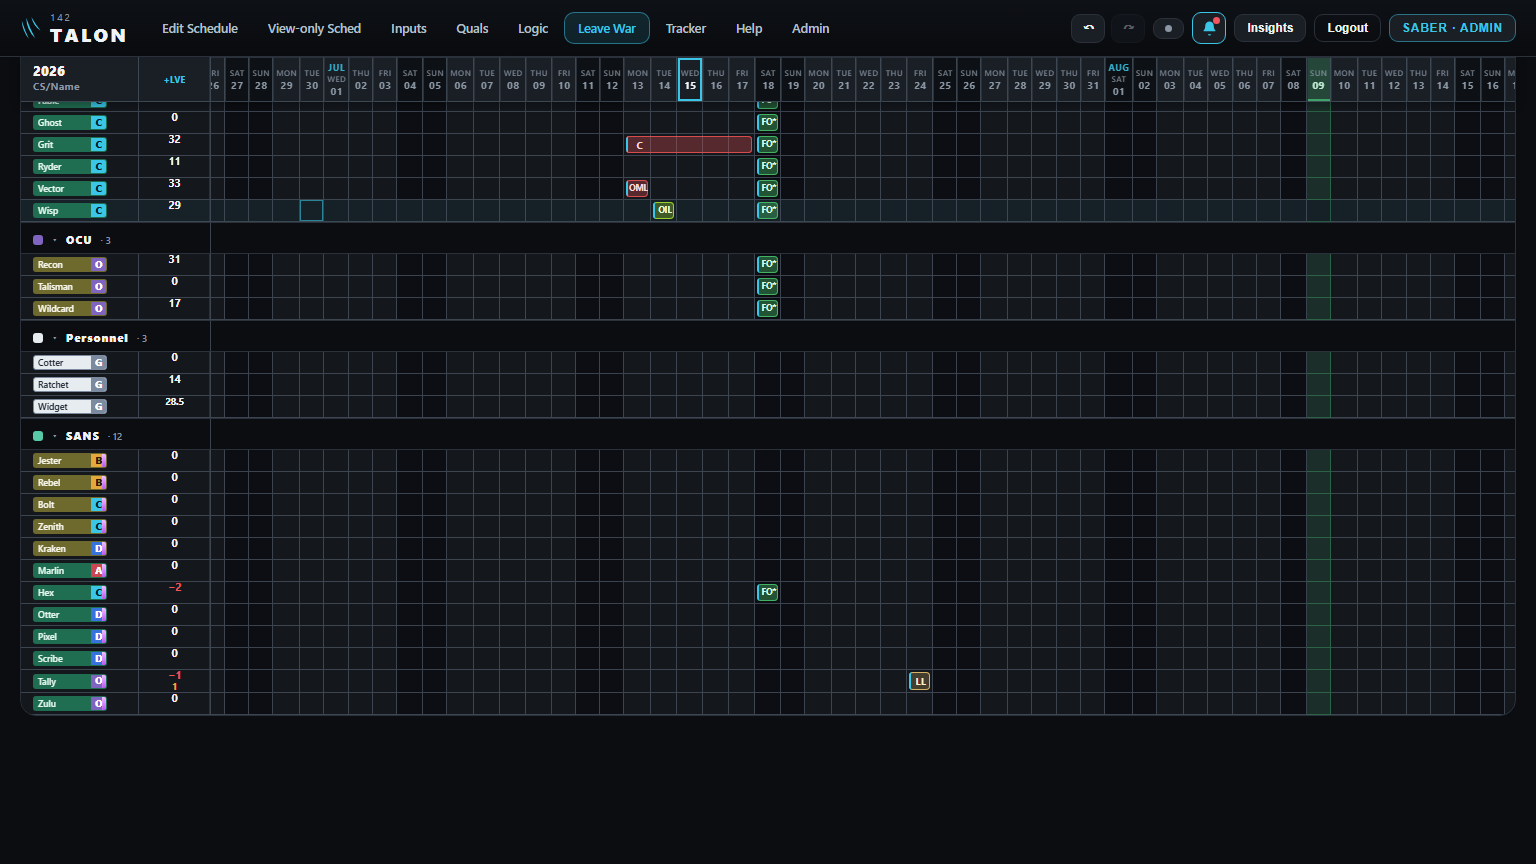 142
TALON
Edit Schedule View-only Sched Inputs Quals Logic Leave War Tracker Help Admin
Insights Logout SABER · ADMIN
2026
CS/Name
+LVE
JUL AUG
SAT SUN MON TUE WED THU FRI SAT SUN MON TUE WED THU FRI SAT SUN MON TUE WED THU FRI SAT SUN MON TUE WED THU FRI SAT SUN MON TUE WED THU FRI SAT SUN MON TUE WED THU FRI SAT SUN MON TUE WED THU FRI SAT SUN
27 28 29 30 01 02 03 04 05 06 07 08 09 10 11 12 13 14 15 16 17 18 19 20 21 22 23 24 25 26 27 28 29 30 31 01 02 03 04 05 06 07 08 09 10 11 12 13 14 15 16
Ghost C 0 FO*
Grit C 32 C FO*
Ryder C 11 FO*
Vector C 33 OML FO*
Wisp C 29 OIL FO*
OCU · 3
Recon O 31 FO*
Talisman O 0 FO*
Wildcard O 17 FO*
Personnel · 3
Cotter G 0
Ratchet G 14
Widget G 28.5
SANS · 12
Jester B 0
Rebel B 0
Bolt C 0
Zenith C 0
Kraken D 0
Marlin A 0
Hex C −2 FO*
Otter D 0
Pixel D 0
Scribe D 0
Tally O −1 LL
1
Zulu O 0